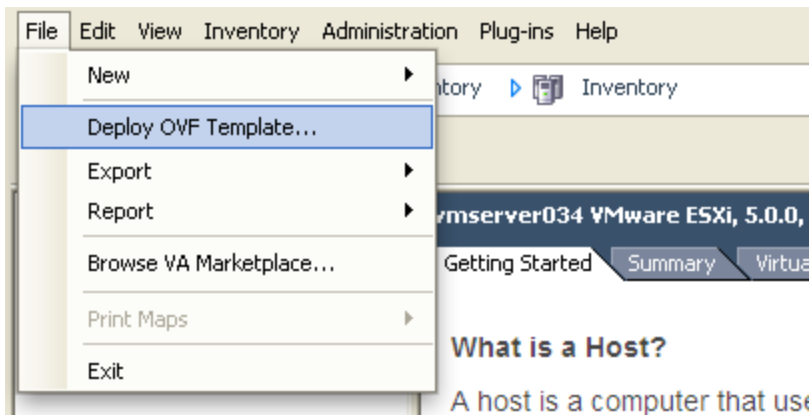 File Edit View Inventory Administration Plug-ins Help
New
Inventory
Deploy OVF Template...
Export
Report
vmserver034 VMware ESXi, 5.0.0,
Browse VA Marketplace...
Getting Started Summary
Print Maps
What is a Host?
Exit
A host is a computer that